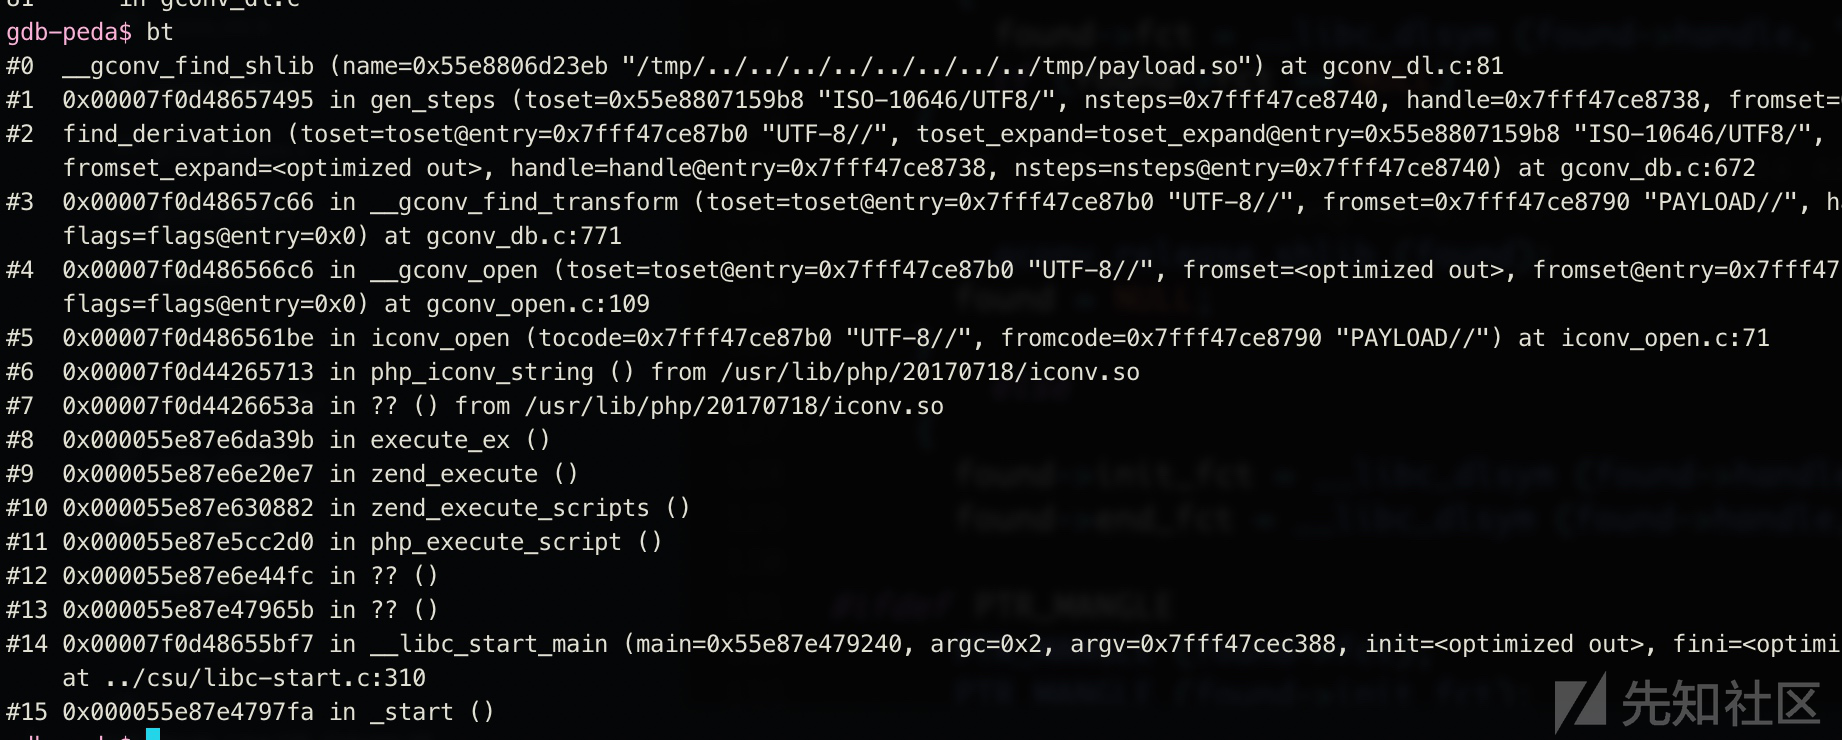 81 in gconv_dl.c
gdb-peda$ bt
#0 __gconv_find_shlib (name=0x55e8806d23eb "/tmp/../../../../../../../../tmp/payload.so") at gconv_dl.c:81
#1 0x00007f0d48657495 in gen_steps (toset=0x55e8807159b8 "ISO-10646/UTF8/", nsteps=0x7fff47ce8740, handle=0x7fff47ce8738, fromset=
#2 find_derivation (toset=toset@entry=0x7fff47ce87b0 "UTF-8//", toset_expand=toset_expand@entry=0x55e8807159b8 "ISO-10646/UTF8/",
fromset_expand=<optimized out>, handle=handle@entry=0x7fff47ce8738, nsteps=nsteps@entry=0x7fff47ce8740) at gconv_db.c:672
#3 0x00007f0d48657c66 in __gconv_find_transform (toset=toset@entry=0x7fff47ce87b0 "UTF-8//", fromset=0x7fff47ce8790 "PAYLOAD//", h
flags=flags@entry=0x0) at gconv_db.c:771
#4 0x00007f0d486566c6 in __gconv_open (toset=toset@entry=0x7fff47ce87b0 "UTF-8//", fromset=<optimized out>, fromset@entry=0x7fff47
flags=flags@entry=0x0) at gconv_open.c:109
#5 0x00007f0d486561be in iconv_open (tocode=0x7fff47ce87b0 "UTF-8//", fromcode=0x7fff47ce8790 "PAYLOAD//") at iconv_open.c:71
#6 0x00007f0d44265713 in php_iconv_string () from /usr/lib/php/20170718/iconv.so
#7 0x00007f0d4426653a in ?? () from /usr/lib/php/20170718/iconv.so
#8 0x000055e87e6da39b in execute_ex ()
#9 0x000055e87e6e20e7 in zend_execute ()
#10 0x000055e87e630882 in zend_execute_scripts ()
#11 0x000055e87e5cc2d0 in php_execute_script ()
#12 0x000055e87e6e44fc in ?? ()
#13 0x000055e87e47965b in ?? ()
#14 0x00007f0d48655bf7 in __libc_start_main (main=0x55e87e479240, argc=0x2, argv=0x7fff47cec388, init=<optimized out>, fini=<optimi
at ../csu/libc-start.c:310
#15 0x000055e87e4797fa in _start ()
gdb-peda$
先知社区